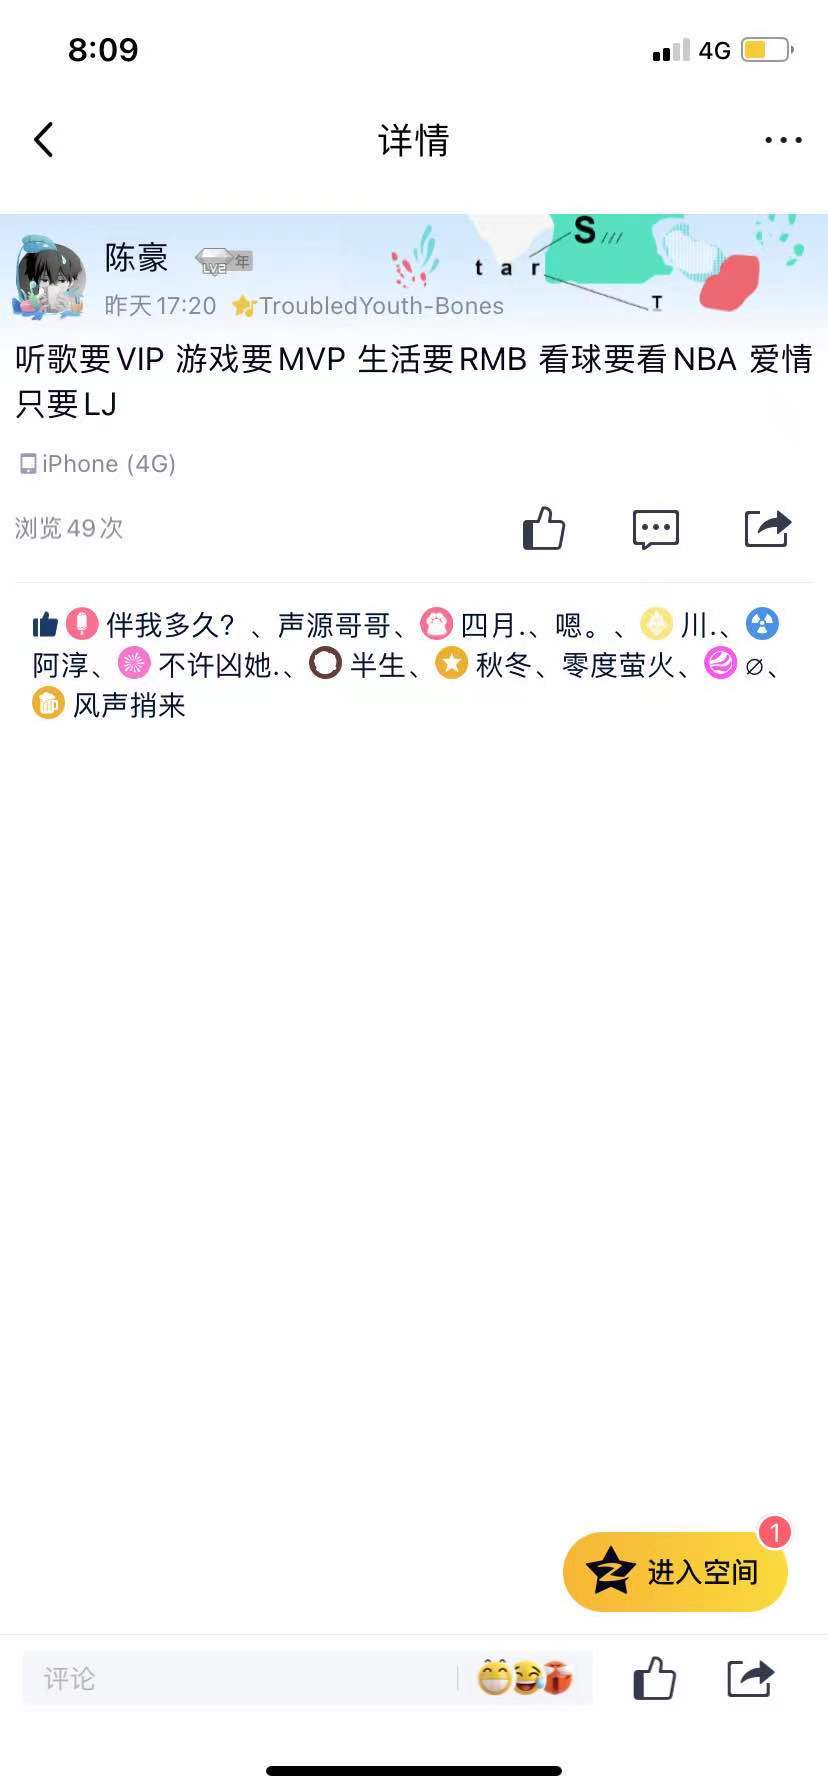 8:09 4G
详情
陈豪 LV2 年
S ///
t a r
T
昨天17:20 TroubledYouth-Bones
听歌要VIP 游戏要MVP 生活要RMB 看球要看NBA 爱情
只要LJ
iPhone (4G)
浏览49次
伴我多久？、声源哥哥、四月.、嗯。、川.、
阿淳、不许凶她.、半生、秋冬、零度萤火、∅、
风声捎来
1
进入空间
评论